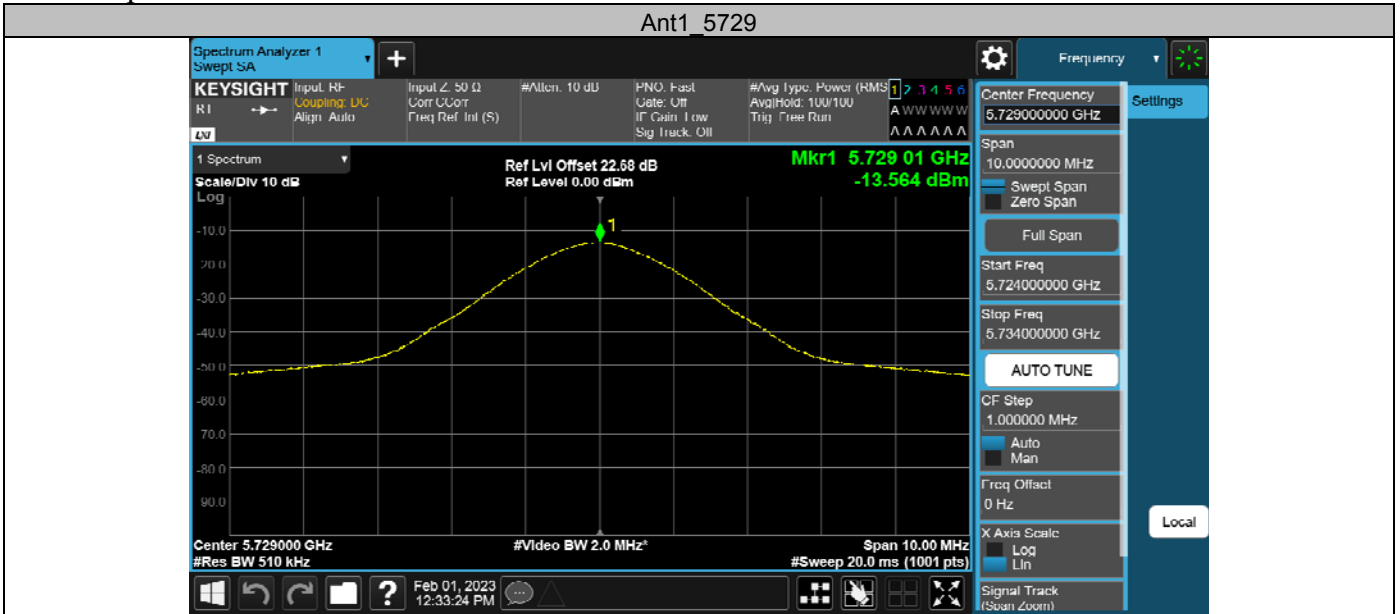 Ant1_5729
Spectrum Analyzer 1
Swept SA
Frequency
KEYSIGHT
Input: RF
Coupling: DC
Align: Auto
Input Z: 50 Ω
Corr CCorr
Freq Ref: Int (S)
#Atten: 10 dB
PNO: Fast
Gate: Off
IF Gain: Low
Sig Track: Off
#Avg Type: Power (RMS
Avg|Hold: 100/100
Trig: Free Run
1 2 3 4 5 6
A W W W W W
A A A A A A
LXI
1 Spectrum
Scale/Div 10 dB
Log
Ref Lvl Offset 22.68 dB
Ref Level 0.00 dBm
Mkr1 5.729 01 GHz
-13.564 dBm
1
-10.0
-20.0
-30.0
-40.0
-50.0
-60.0
-70.0
-80.0
-90.0
Center 5.729000 GHz
#Res BW 510 kHz
#Video BW 2.0 MHz*
Span 10.00 MHz
#Sweep 20.0 ms (1001 pts)
Feb 01, 2023
12:33:24 PM
Center Frequency
5.729000000 GHz
Span
10.0000000 MHz
Swept Span
Zero Span
Full Span
Start Freq
5.724000000 GHz
Stop Freq
5.734000000 GHz
AUTO TUNE
CF Step
1.000000 MHz
Auto
Man
Freq Offset
0 Hz
X Axis Scale
Log
Lin
Signal Track
(Span Zoom)
Settings
Local